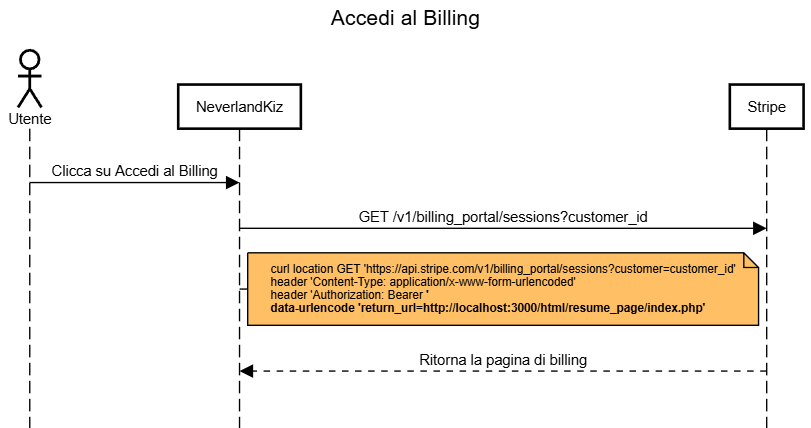 Accedi al Billing
Utente
NeverlandKiz
Stripe
Clicca su Accedi al Billing
GET /v1/billing_portal/sessions?customer_id
curl location GET 'https://api.stripe.com/v1/billing_portal/sessions?customer=customer_id'
header 'Content-Type: application/x-www-form-urlencoded'
header 'Authorization: Bearer '
data-urlencode 'return_url=http://localhost:3000/html/resume_page/index.php'
Ritorna la pagina di billing